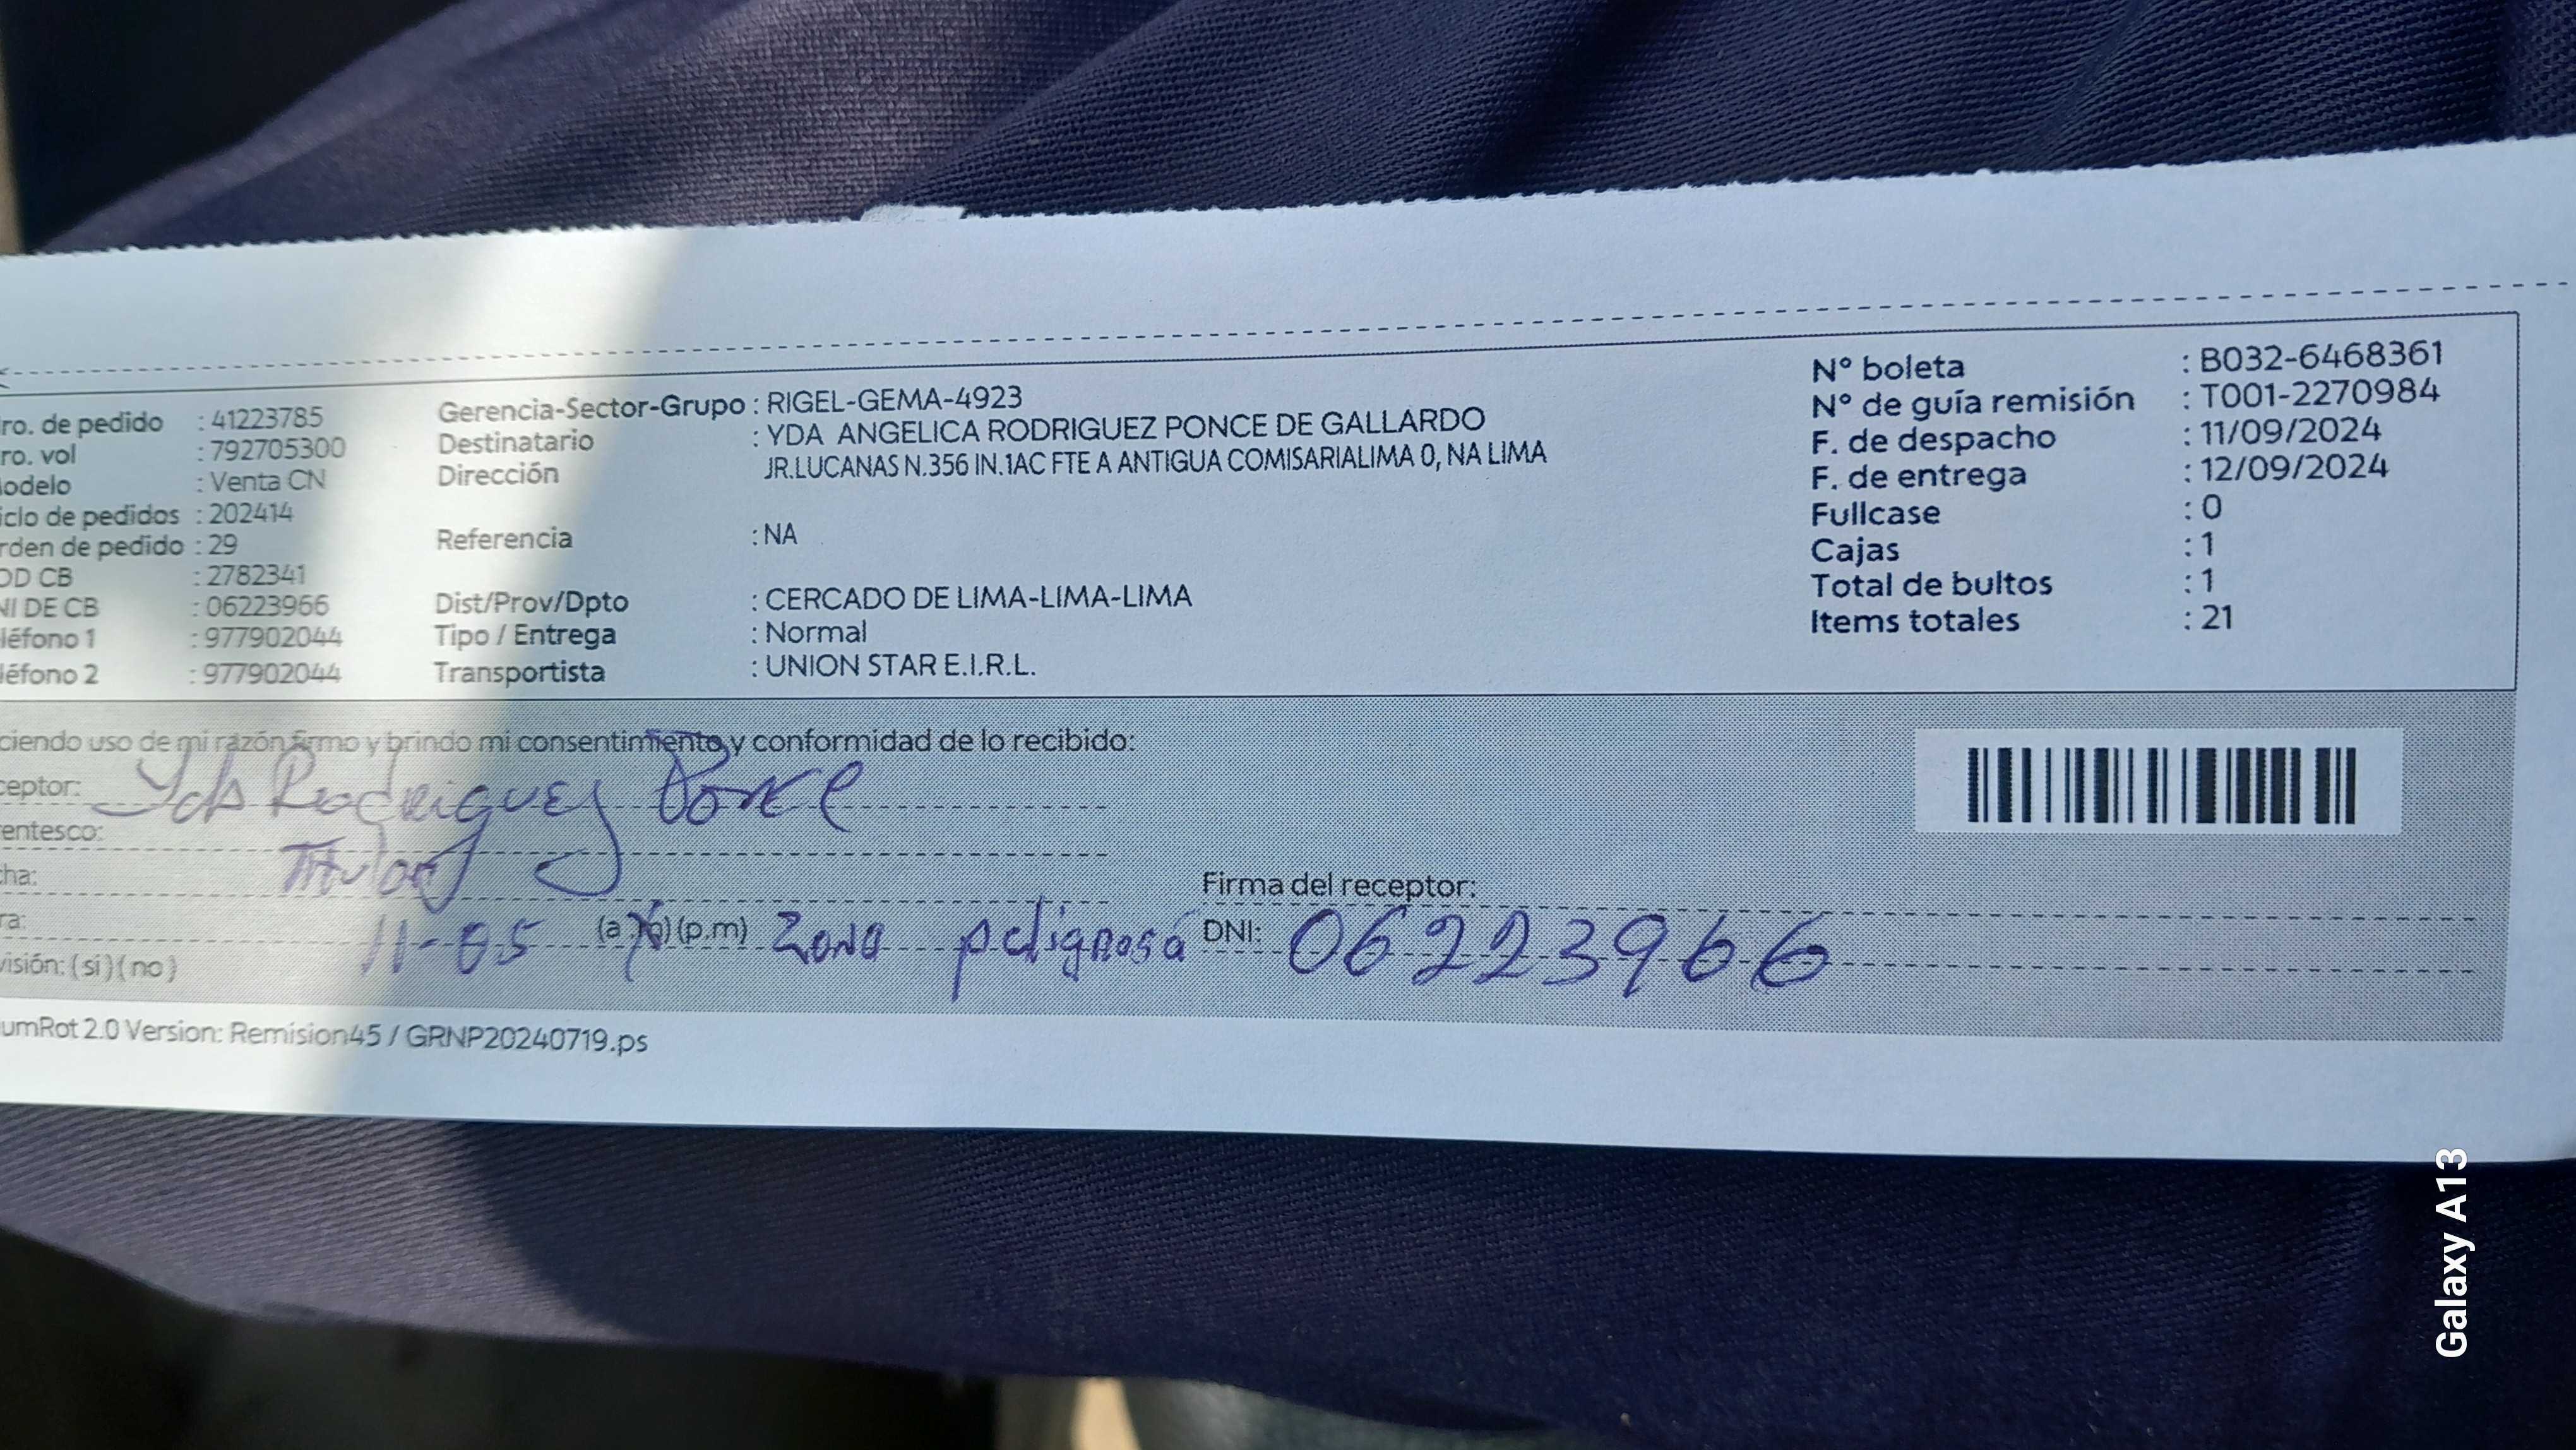 ro. de pedido : 41223785
ro. vol : 792705300
odelo : Venta CN
iclo de pedidos : 202414
rden de pedido : 29
OD CB : 2782341
NI DE CB : 06223966
léfono 1 : 977902044
léfono 2 : 977902044
Gerencia-Sector-Grupo : RIGEL-GEMA-4923
Destinatario : YDA ANGELICA RODRIGUEZ PONCE DE GALLARDO
Dirección JR.LUCANAS N.356 IN.1AC FTE A ANTIGUA COMISARIALIMA 0, NA LIMA
Referencia : NA
Dist/Prov/Dpto : CERCADO DE LIMA-LIMA-LIMA
Tipo / Entrega : Normal
Transportista : UNION STAR E.I.R.L.
N° boleta : B032-6468361
N° de guía remisión : T001-2270984
F. de despacho : 11/09/2024
F. de entrega : 12/09/2024
Fullcase : 0
Cajas : 1
Total de bultos : 1
Items totales : 21
ciendo uso de mi razón firmo y brindo mi consentimiento y conformidad de lo recibido:
ceptor: Yda Rodriguez Ponce
entesco: Titular
cha:
ra: 11-05 (a.m)(p.m) Zona peligrosa
visión: (si)(no)
Firma del receptor:
DNI: 06223966
umRot 2.0 Version: Remision45 / GRNP20240719.ps
Galaxy A13